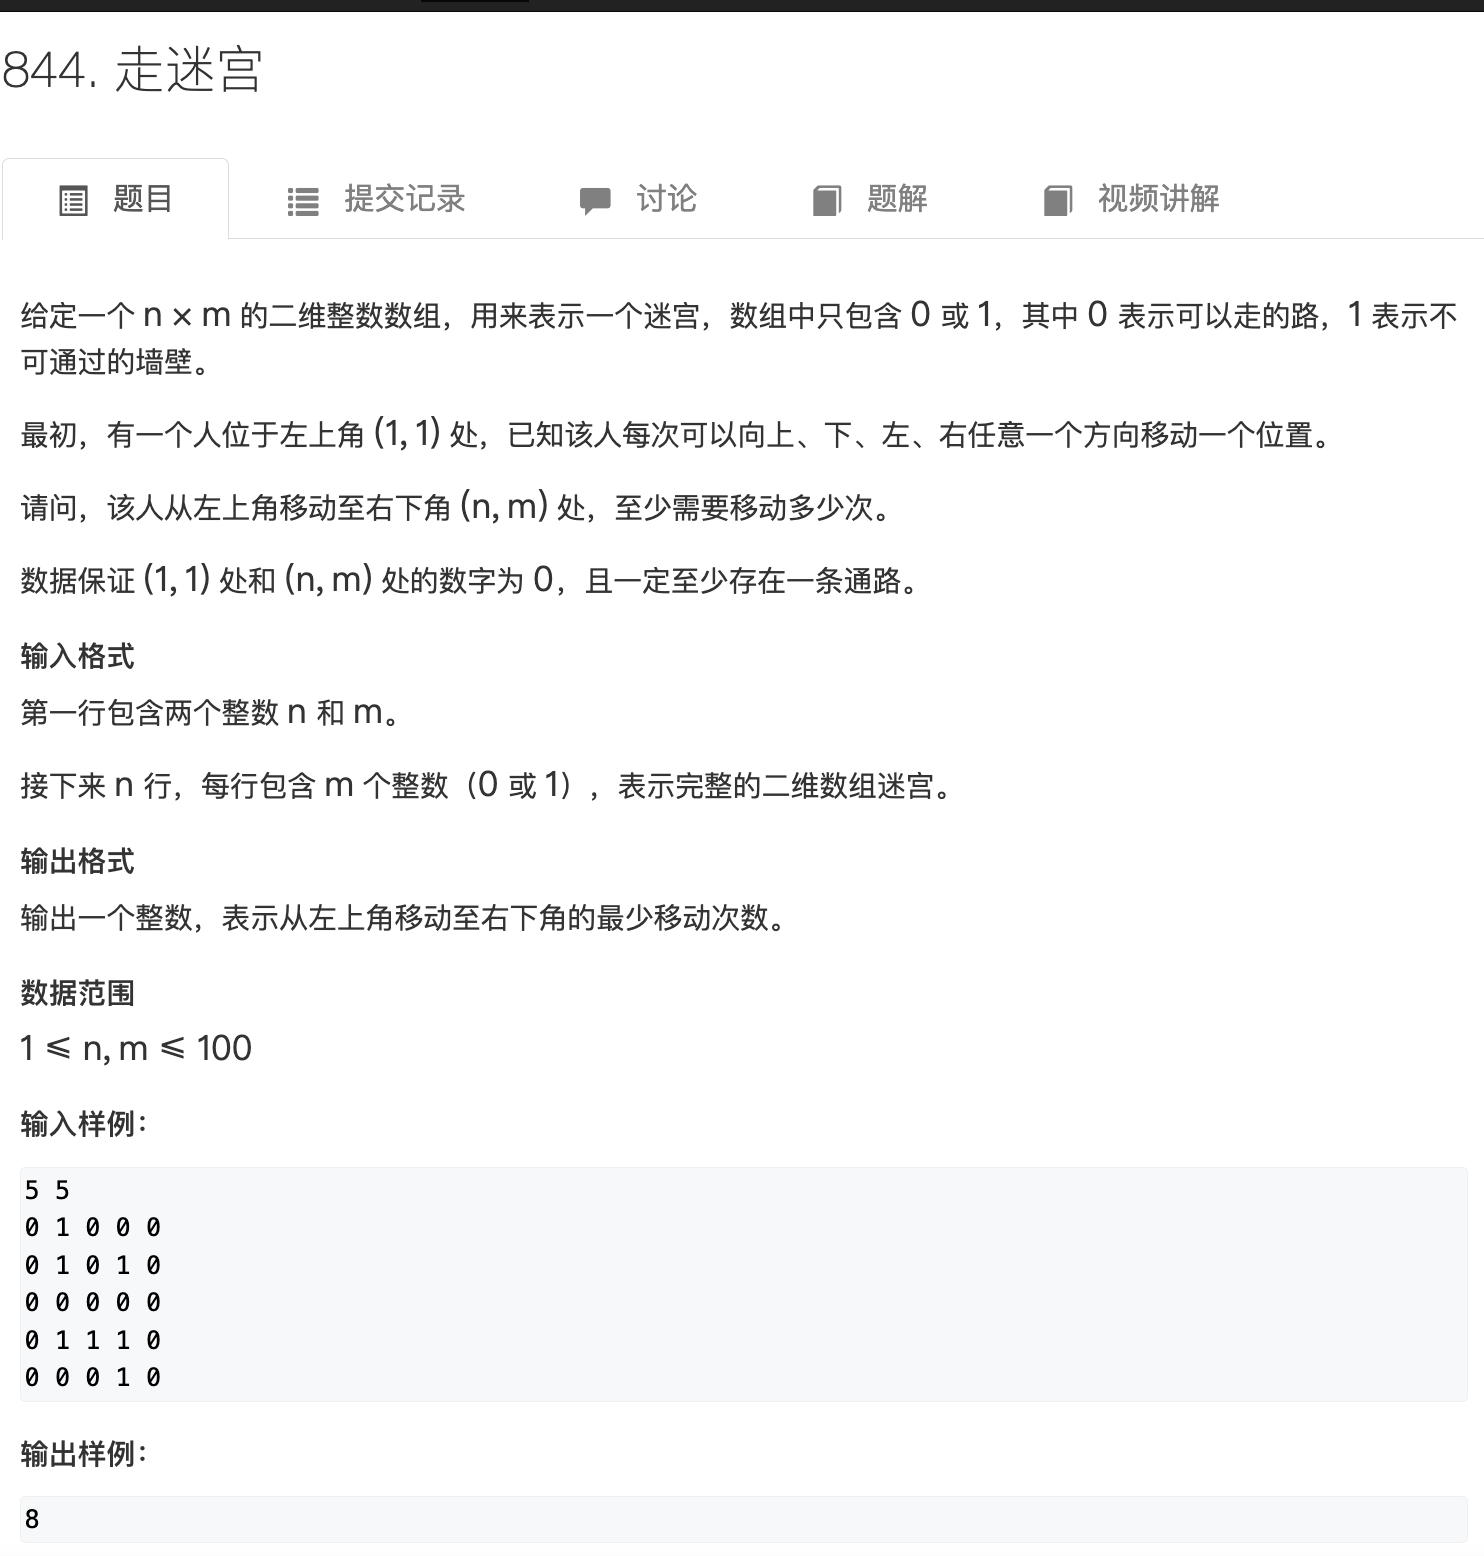 844. 走迷宫
题目 提交记录 讨论 题解 视频讲解
给定一个 n × m 的二维整数数组，用来表示一个迷宫，数组中只包含 0 或 1，其中 0 表示可以走的路，1 表示不
可通过的墙壁。
最初，有一个人位于左上角 (1, 1) 处，已知该人每次可以向上、下、左、右任意一个方向移动一个位置。
请问，该人从左上角移动至右下角 (n, m) 处，至少需要移动多少次。
数据保证 (1, 1) 处和 (n, m) 处的数字为 0，且一定至少存在一条通路。
输入格式
第一行包含两个整数 n 和 m。
接下来 n 行，每行包含 m 个整数（0 或 1），表示完整的二维数组迷宫。
输出格式
输出一个整数，表示从左上角移动至右下角的最少移动次数。
数据范围
1 ⩽ n, m ⩽ 100
输入样例：
5 5
0 1 0 0 0
0 1 0 1 0
0 0 0 0 0
0 1 1 1 0
0 0 0 1 0
输出样例：
8